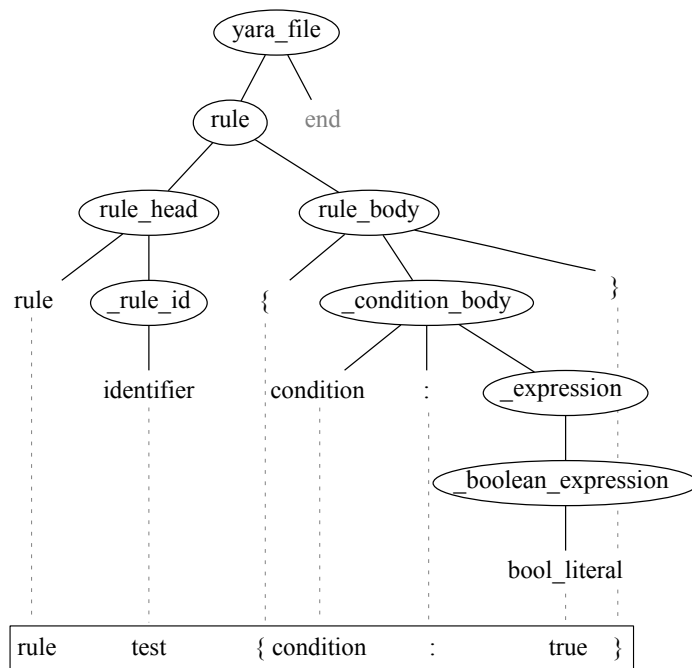 yara_file
rule end
rule_head rule_body
rule _rule_id { _condition_body }
identifier condition : _expression
_boolean_expression
bool_literal
rule test { condition : true }